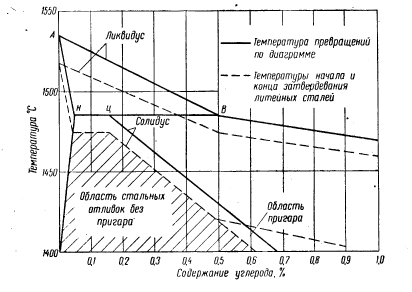 1550
1500
1450
1400
Температура °С
А
Ликвидус
Н
Ц
В
Солидус
Температура превращений
по диаграмме
Температуры начала и
конца затвердевания
литейных сталей
Область стальных
отливок без
пригара
Область
пригара
0,1 0,2 0,3 0,4 0,5 0,6 0,7 0,8 0,9 1,0
Содержание углерода, %